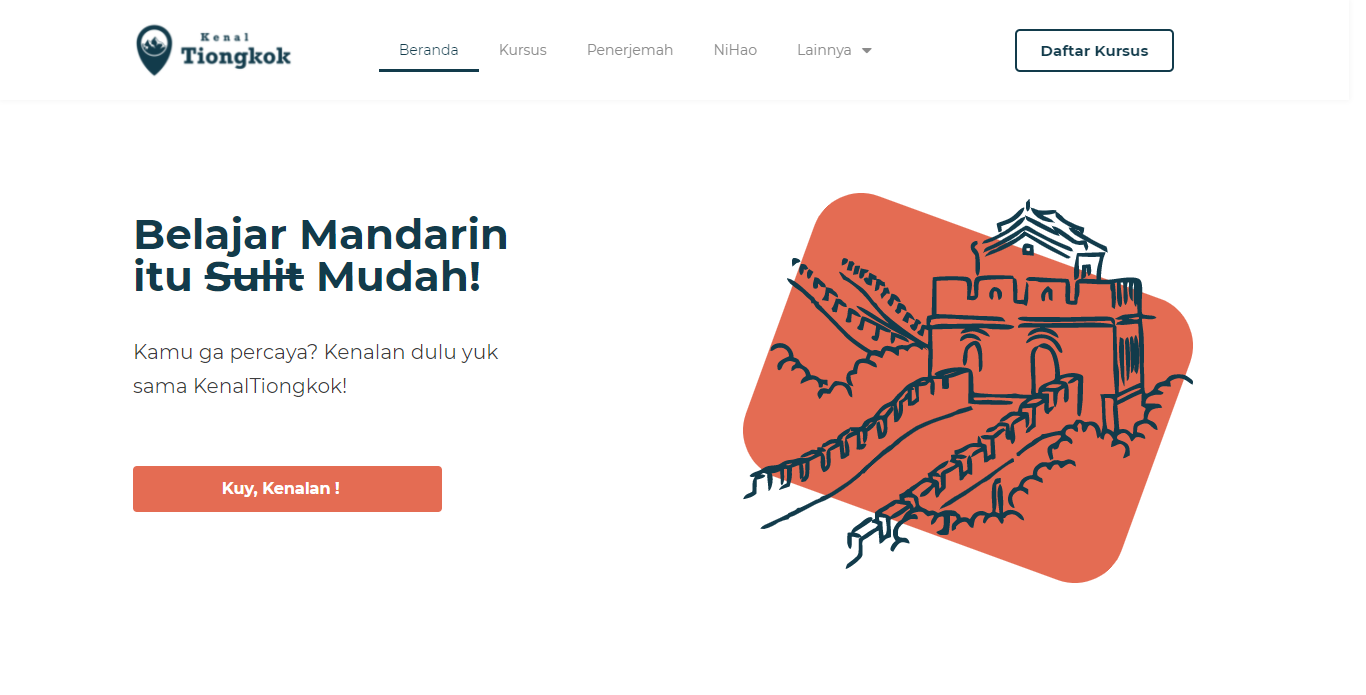 Kenal
Tiongkok
Beranda
Kursus
Penerjemah
NiHao
Lainnya
Daftar Kursus
Belajar Mandarin
itu Sulit Mudah!
Kamu ga percaya? Kenalan dulu yuk
sama KenalTiongkok!
Kuy, Kenalan !